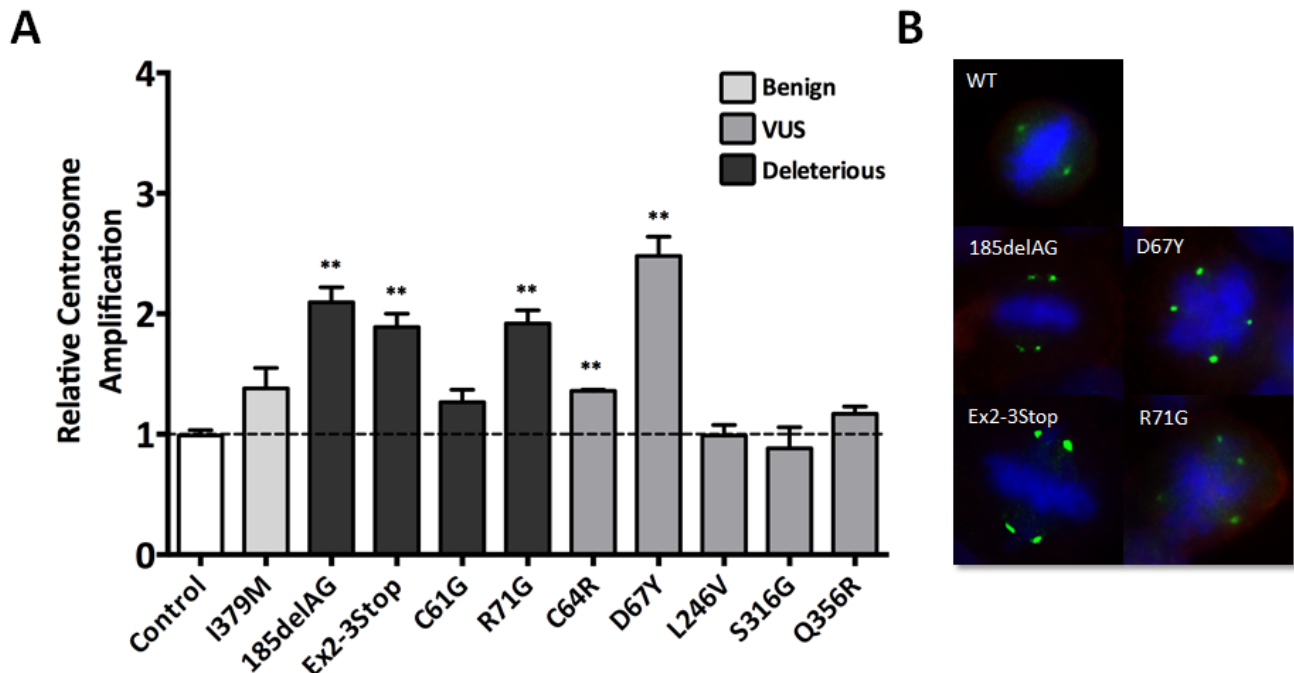 A
B
Relative Centrosome
Amplification
4
3
2
1
0
Benign
VUS
Deleterious
**
**
**
**
**
Control
I379M
185delAG
Ex2-3Stop
C61G
R71G
C64R
D67Y
L246V
S316G
Q356R
WT
185delAG
D67Y
Ex2-3Stop
R71G